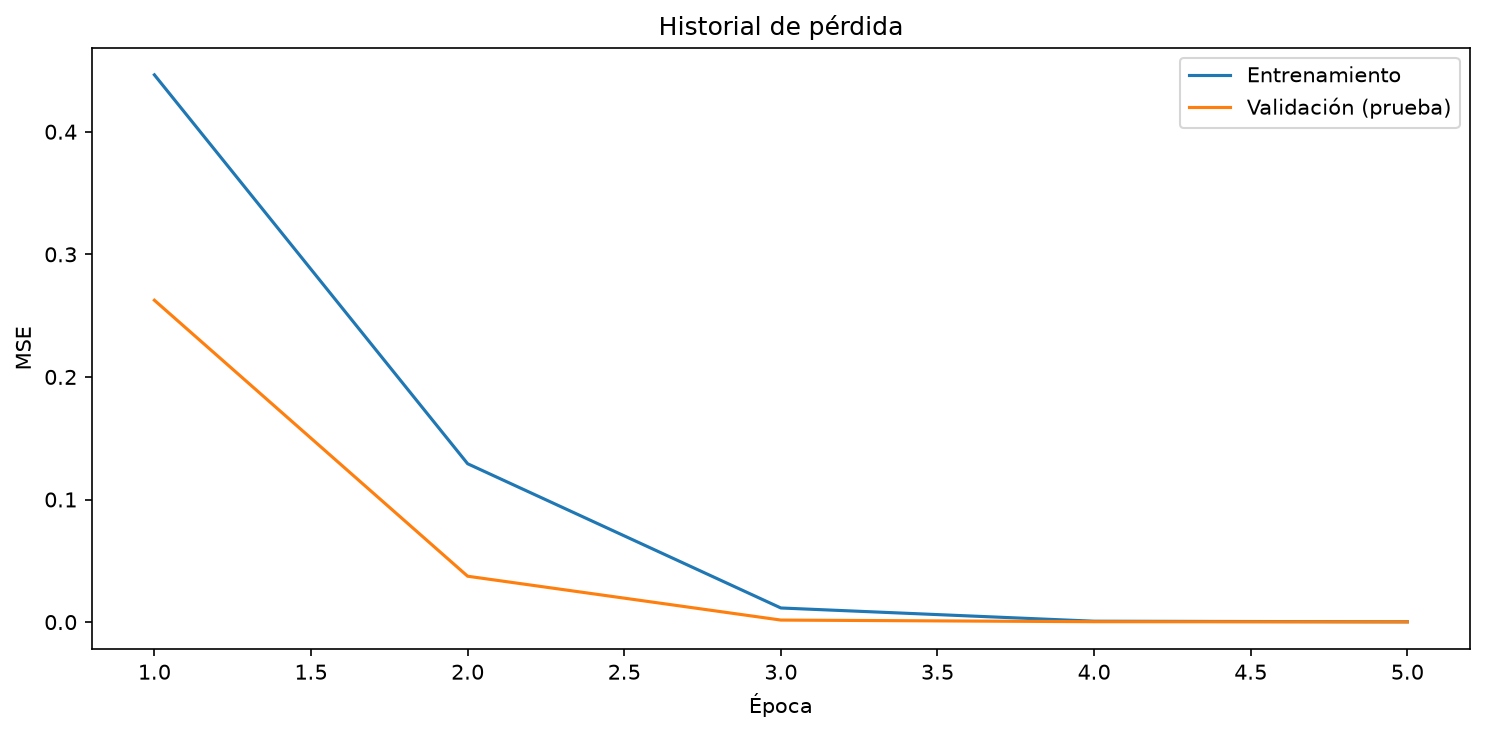 Historial de pérdida
Entrenamiento
Validación (prueba)
MSE
0.4
0.3
0.2
0.1
0.0
1.0 1.5 2.0 2.5 3.0 3.5 4.0 4.5 5.0
Época